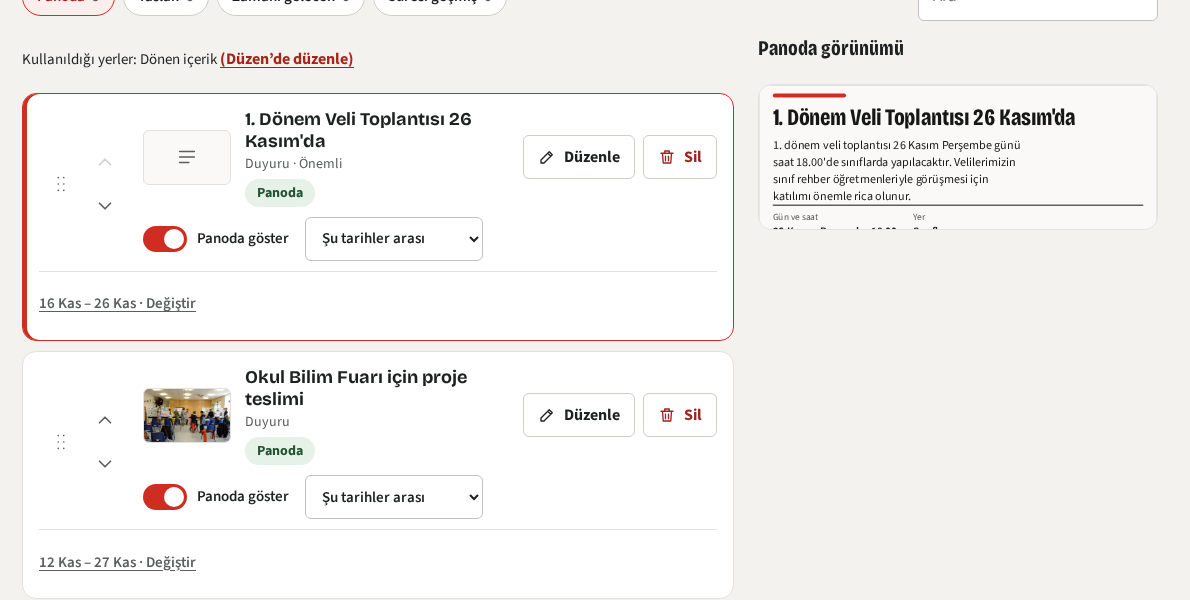 Kullanıldığı yerler: Dönen içerik (Düzen’de düzenle)
1. Dönem Veli Toplantısı 26
Kasım'da
Duyuru · Önemli
Panoda
Düzenle
Sil
Panoda göster
Şu tarihler arası
16 Kas – 26 Kas · Değiştir
Okul Bilim Fuarı için proje
teslimi
Duyuru
Panoda
Düzenle
Sil
Panoda göster
Şu tarihler arası
12 Kas – 27 Kas · Değiştir
Panoda görünümü
1. Dönem Veli Toplantısı 26 Kasım'da
1. dönem veli toplantısı 26 Kasım Perşembe günü
saat 18.00'de sınıflarda yapılacaktır. Velilerimizin
sınıf rehber öğretmenleriyle görüşmesi için
katılımı önemle rica olunur.
Gün ve saat
Yer